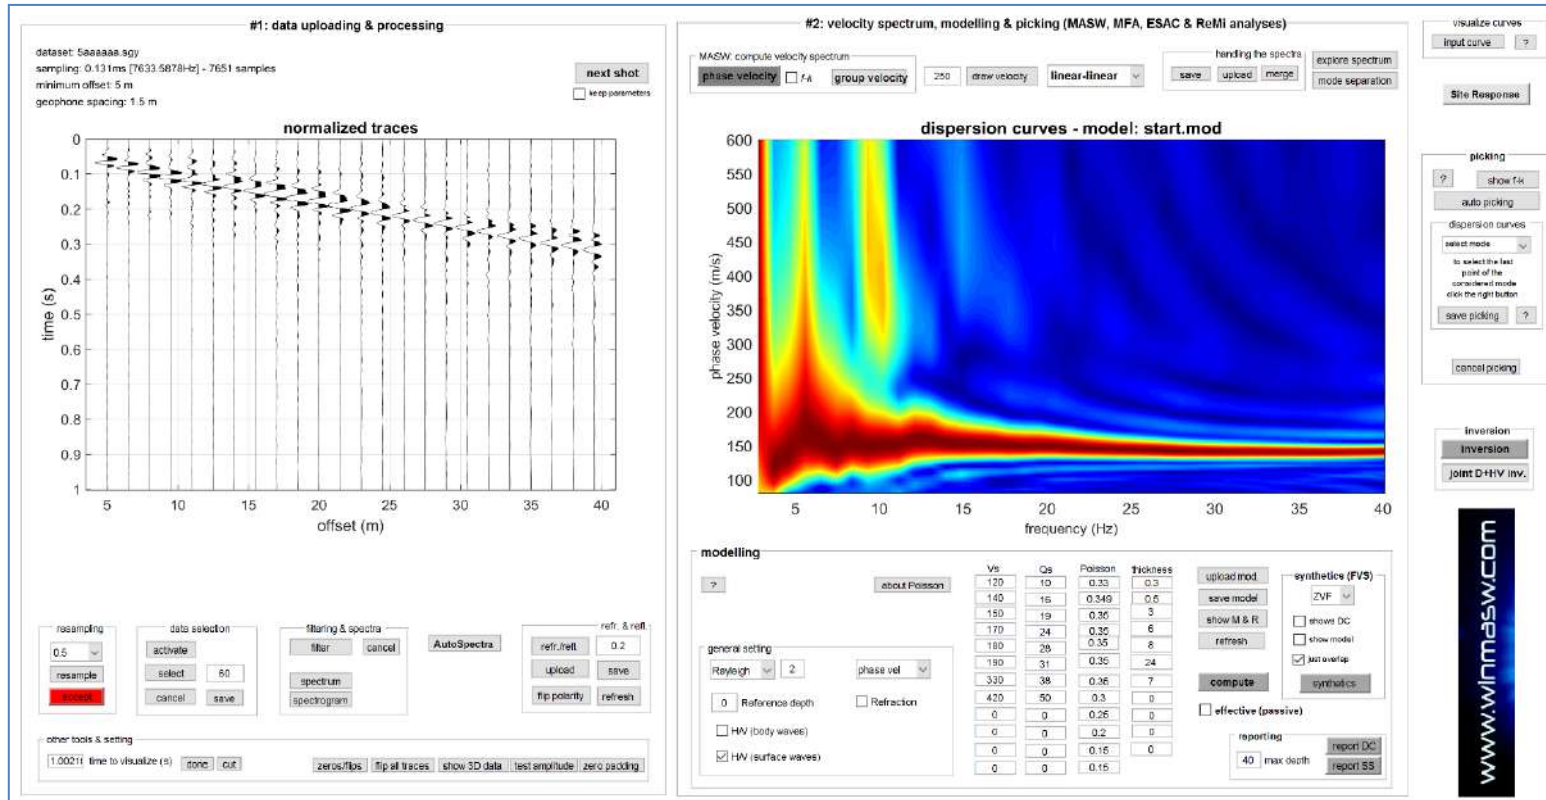 #1: data uploading & processing
dataset: 5aaaaaa.sgy
sampling: 0.131ms [7633.5878Hz] - 7651 samples
minimum offset: 5 m
geophone spacing: 1.5 m
next shot
keep parameters
normalized traces
0
0.1
0.2
0.3
0.4
0.5
0.6
0.7
0.8
0.9
1
time (s)
5 10 15 20 25 30 35 40
offset (m)
resampling
0.5
resample
accept
data selection
activate
select 60
cancel save
filtering & spectra
filter cancel
spectrum
spectrogram
AutoSpectra
refr. & refl.
refr./refl. 0.2
upload save
flip polarity refresh
other tools & setting
time to visualize (s) done cut
zeros/flips flip all traces show 3D data test amplitude zero padding
#2: velocity spectrum, modelling & picking (MASW, MFA, ESAC & ReMi analyses)
MASW: compute velocity spectrum
phase velocity f-k group velocity
250 draw velocity linear-linear
handling the spectra
save upload merge
explore spectrum
mode separation
dispersion curves - model: start.mod
600
550
500
450
400
350
300
250
200
150
100
phase velocity (m/s)
5 10 15 20 25 30 35 40
frequency (Hz)
modelling
? about Poisson
general setting
Rayleigh 2 phase vel
0 Reference depth Refraction
H/V (body waves)
H/V (surface waves)
Vs Qs Poisson thickness
120 10 0.33 0.3
140 16 0.349 0.5
150 19 0.35 3
170 24 0.35 6
180 28 0.35 8
190 31 0.35 24
330 38 0.35 7
420 50 0.3 0
0 0 0.25 0
0 0 0.2 0
0 0 0.15 0
0 0 0.15
upload mod.
save model
show M & R
refresh
compute
effective (passive)
synthetics (FVS)
ZVF
shows DC
show model
just overlap
synthetics
reporting
40 max depth
report DC
report SS
visualize curves
input curve ?
Site Response
picking
? show f-k
auto picking
dispersion curves
select mode
to select the last
point of the
considered mode
click the right button
save picking ?
cancel picking
inversion
inversion
joint D+HV inv.
www.winmasw.com